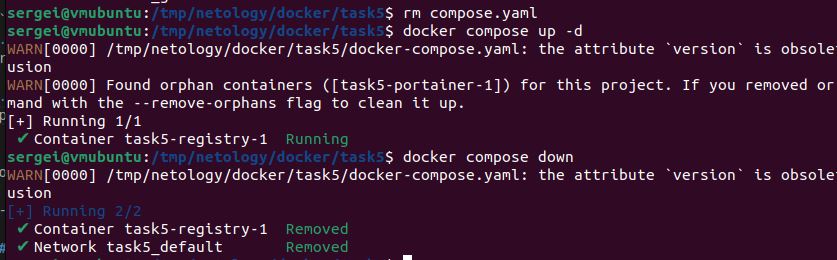 sergei@vmubuntu:/tmp/netology/docker/task5$ rm compose.yaml
sergei@vmubuntu:/tmp/netology/docker/task5$ docker compose up -d
WARN[0000] /tmp/netology/docker/task5/docker-compose.yaml: the attribute `version` is obsolet
usion
WARN[0000] Found orphan containers ([task5-portainer-1]) for this project. If you removed or
mand with the --remove-orphans flag to clean it up.
[+] Running 1/1
✔ Container task5-registry-1 Running
sergei@vmubuntu:/tmp/netology/docker/task5$ docker compose down
WARN[0000] /tmp/netology/docker/task5/docker-compose.yaml: the attribute `version` is obsolet
usion
[+] Running 2/2
✔ Container task5-registry-1 Removed
✔ Network task5_default Removed